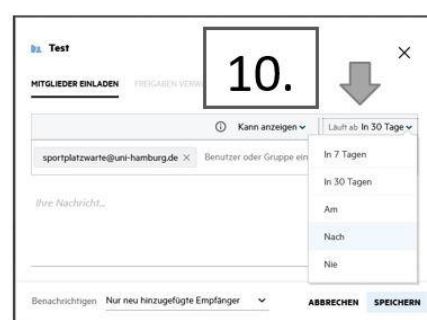 Test
10.
MITGLIEDER EINLADEN FREIGABEN
Kann anzeigen Läuft ab In 30 Tage
sportplatzwarte@uni-hamburg.de × Benutzer oder Gruppe ein
In 7 Tagen
In 30 Tagen
Ihre Nachricht...
Am
Nach
Nie
Benachrichtigen Nur neu hinzugefügte Empfänger ABBRECHEN SPEICHERN